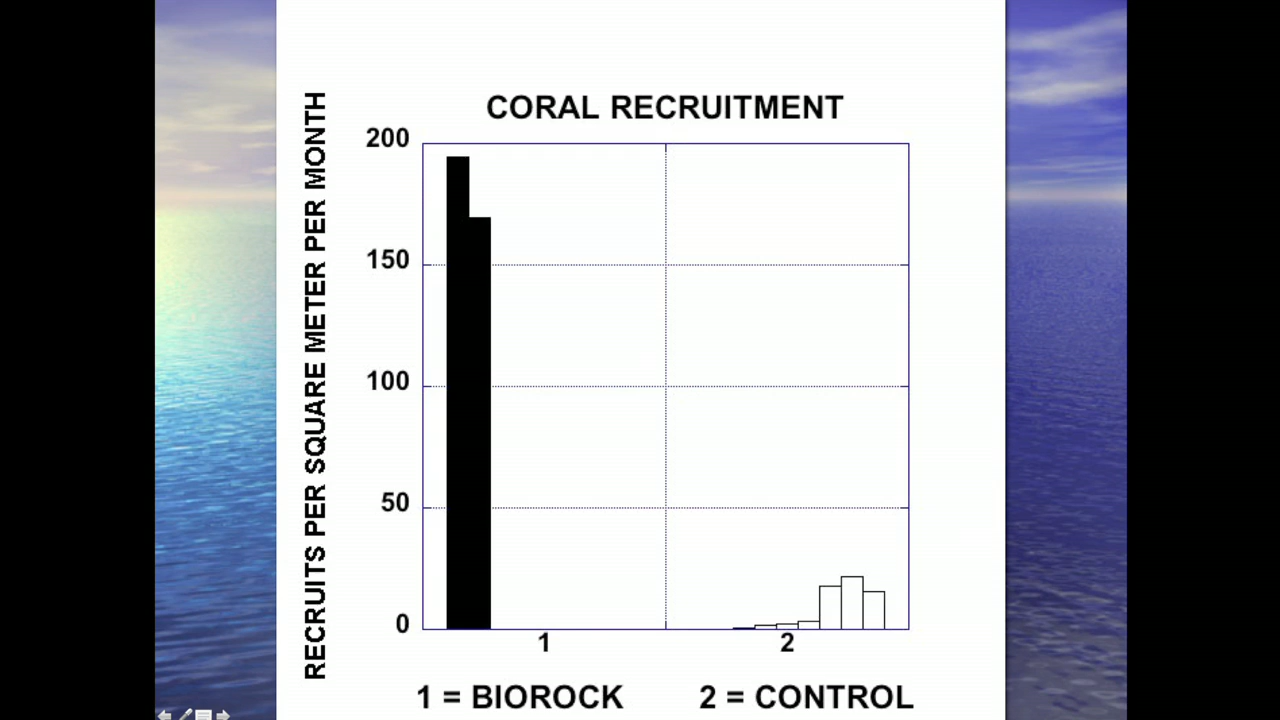 CORAL RECRUITMENT
RECRUITS PER SQUARE METER PER MONTH
200
150
100
50
0
1
2
1 = BIOROCK
2 = CONTROL